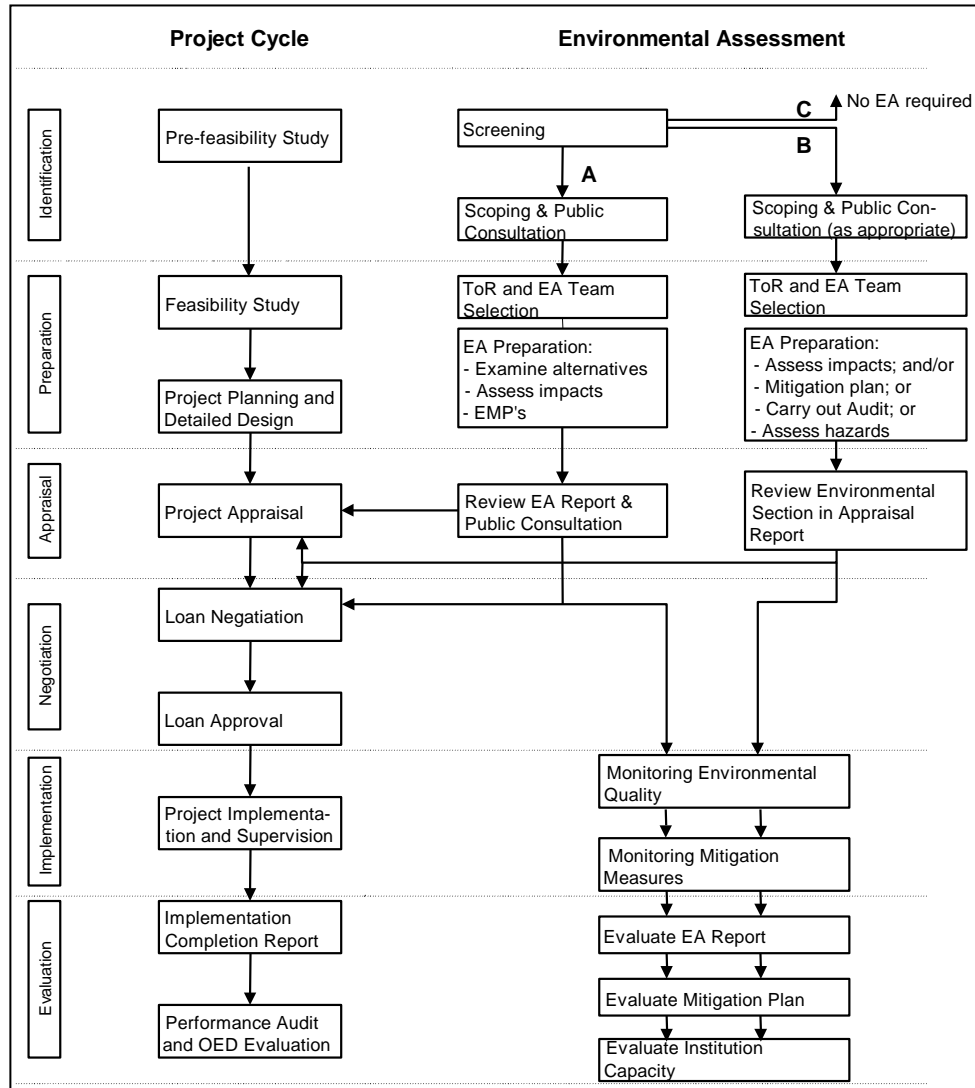 Project Cycle
Environmental Assessment
Identification
Pre-feasibility Study
Screening
C
No EA required
B
A
Scoping & Public
Consultation
Scoping & Public Con-
sultation (as appropriate)
Preparation
Feasibility Study
ToR and EA Team
Selection
ToR and EA Team
Selection
Project Planning and
Detailed Design
EA Preparation:
- Examine alternatives
- Assess impacts
- EMP's
EA Preparation:
- Assess impacts; and/or
- Mitigation plan; or
- Carry out Audit; or
- Assess hazards
Appraisal
Project Appraisal
Review EA Report &
Public Consultation
Review Environmental
Section in Appraisal
Report
Negotiation
Loan Negatiation
Loan Approval
Implementation
Project Implementa-
tion and Supervision
Monitoring Environmental
Quality
Monitoring Mitigation
Measures
Evaluation
Implementation
Completion Report
Performance Audit
and OED Evaluation
Evaluate EA Report
Evaluate Mitigation Plan
Evaluate Institution
Capacity